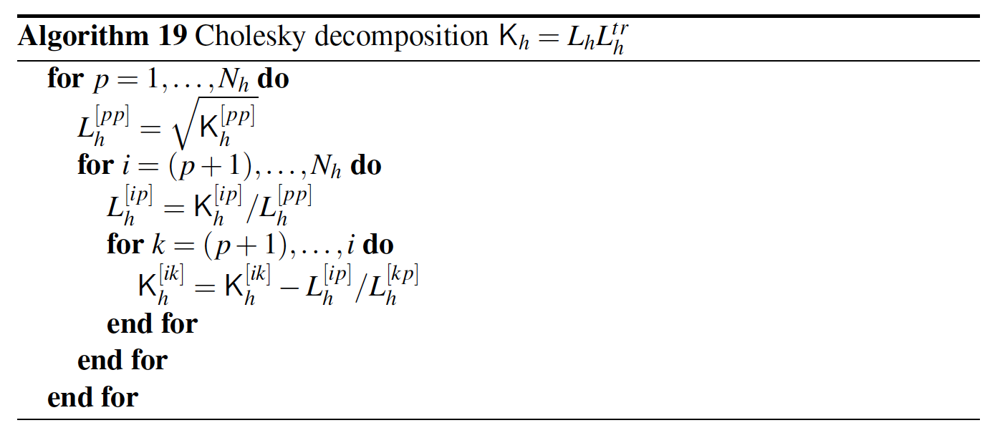 Algorithm 19 Cholesky decomposition $\mathsf{K}_h = L_h L_h^{tr}$
for $p = 1,\ldots,N_h$ do
$L_h^{[pp]} = \sqrt{\mathsf{K}_h^{[pp]}}$
for $i = (p+1),\ldots,N_h$ do
$L_h^{[ip]} = \mathsf{K}_h^{[ip]} / L_h^{[pp]}$
for $k = (p+1),\ldots,i$ do
$\mathsf{K}_h^{[ik]} = \mathsf{K}_h^{[ik]} - L_h^{[ip]} / L_h^{[kp]}$
end for
end for
end for